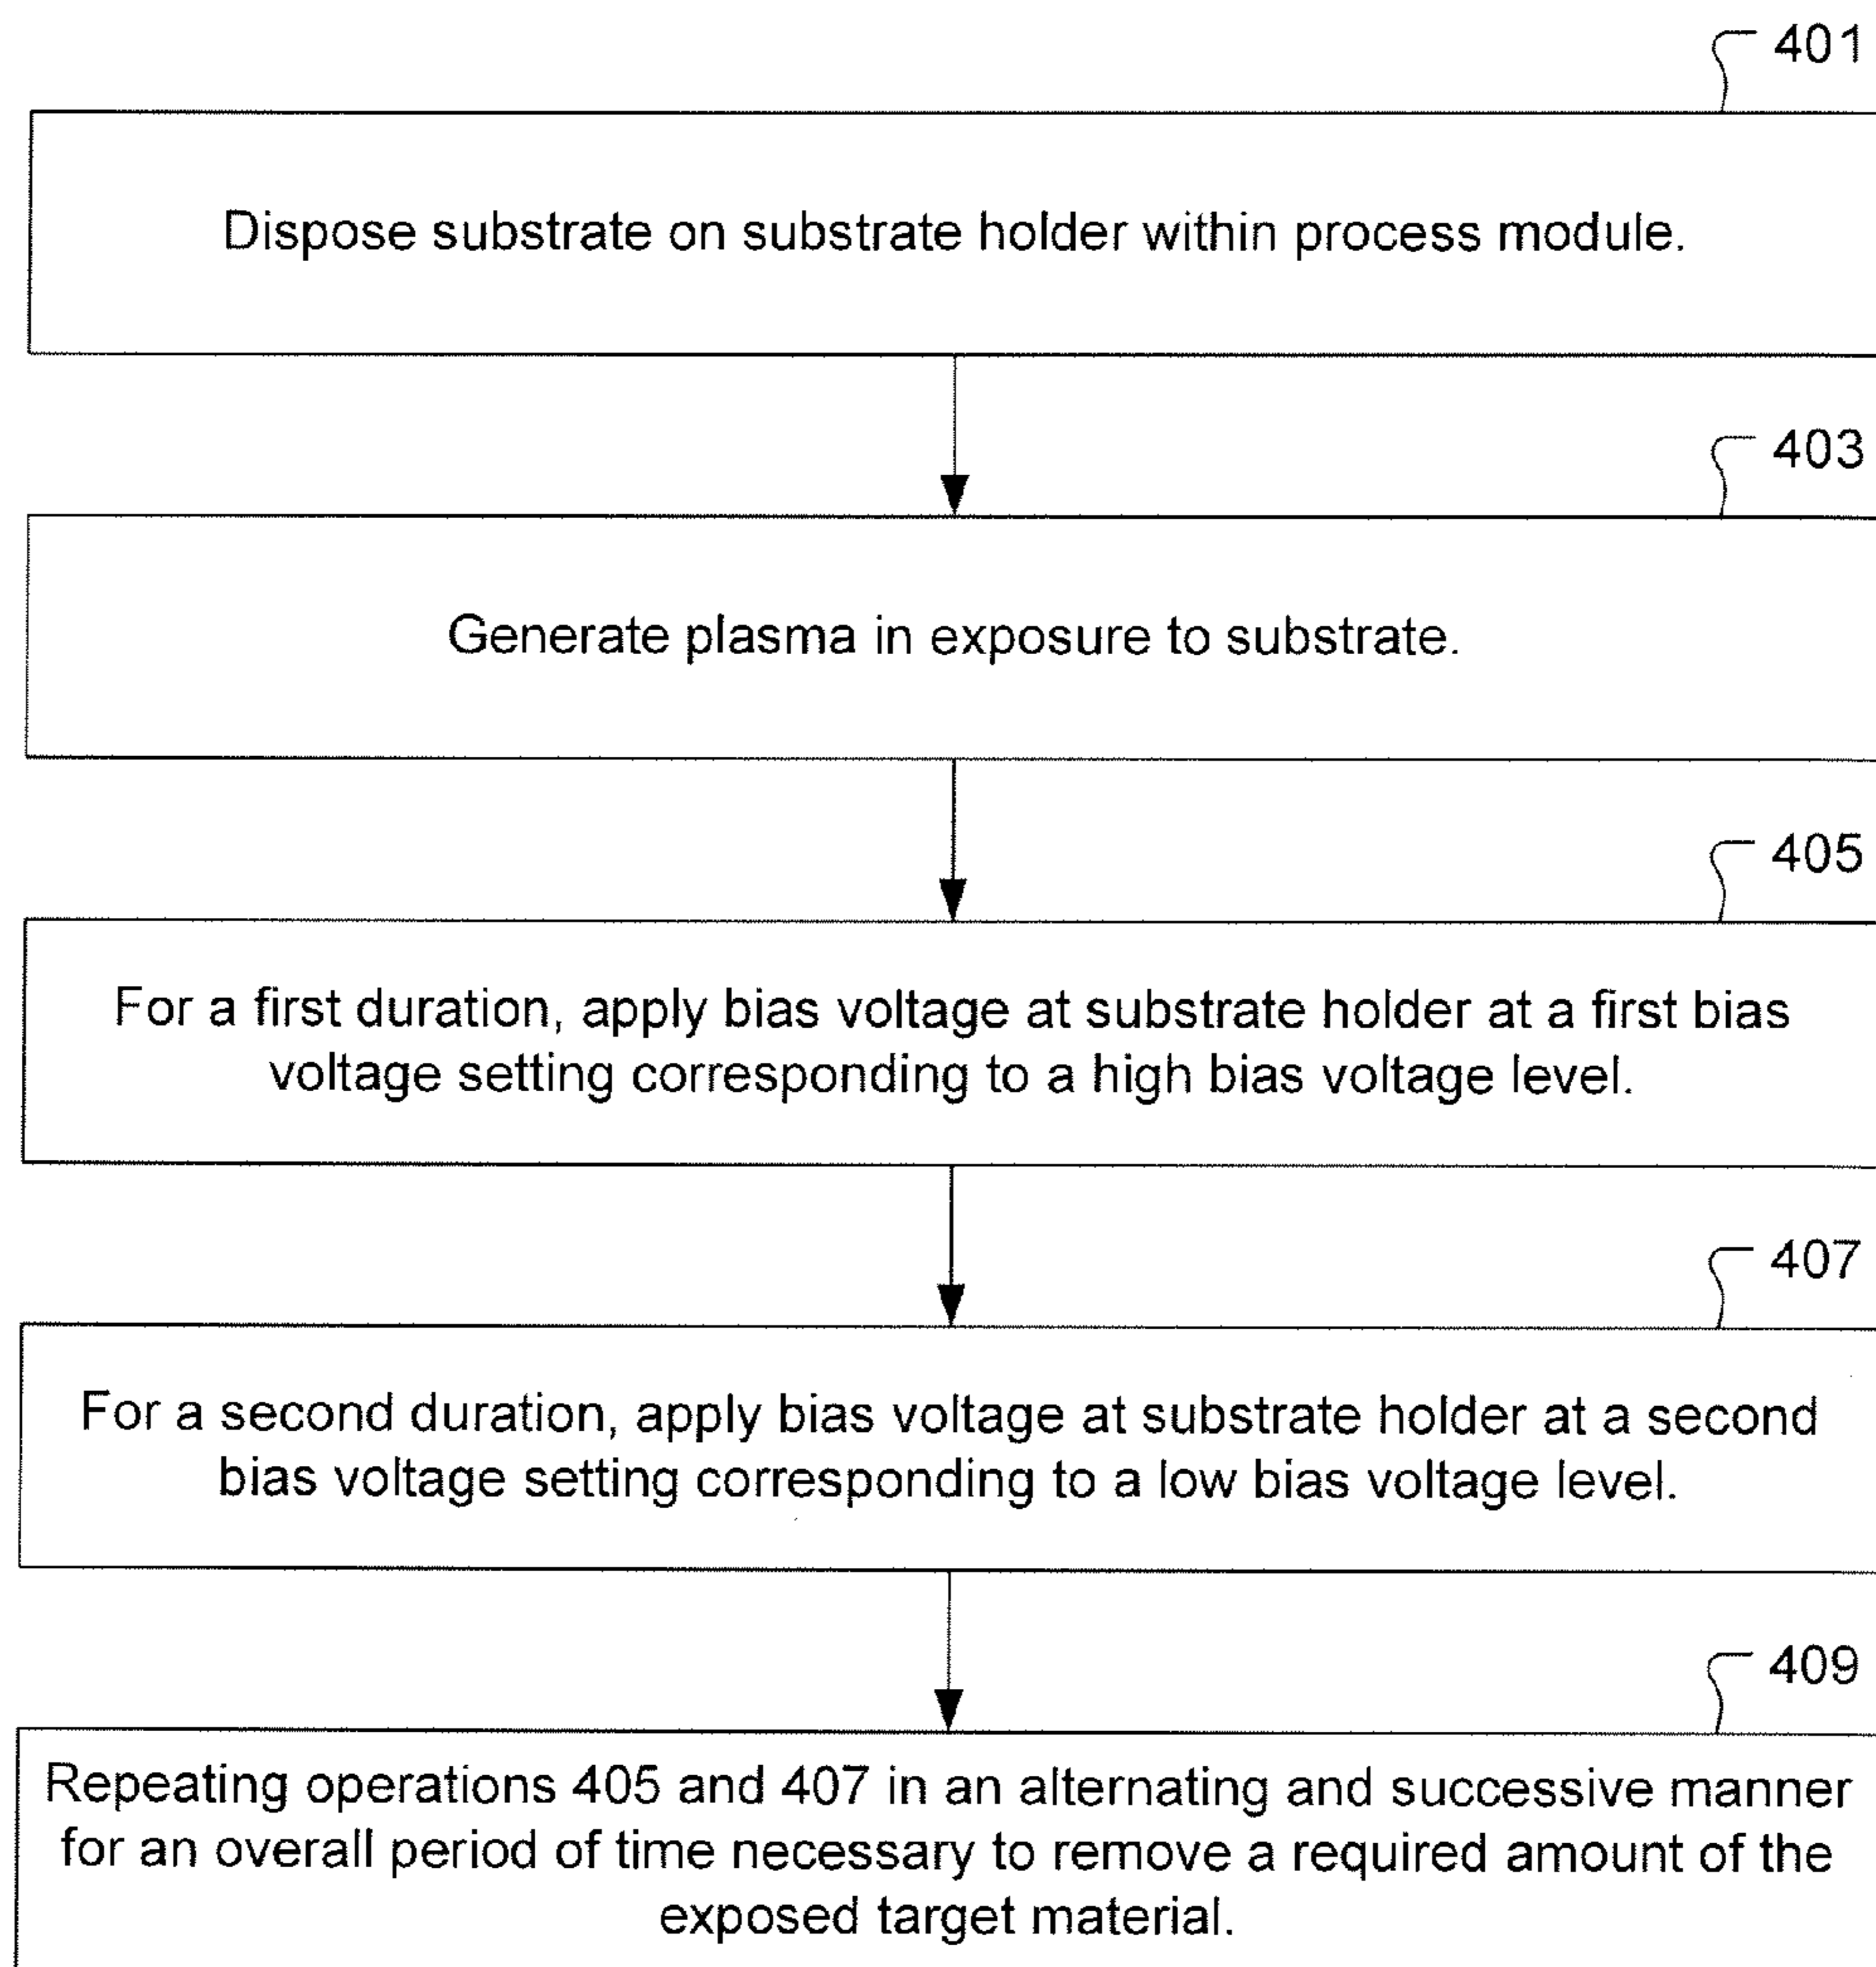 401
Dispose substrate on substrate holder within process module.
403
Generate plasma in exposure to substrate.
405
For a first duration, apply bias voltage at substrate holder at a first bias
voltage setting corresponding to a high bias voltage level.
407
For a second duration, apply bias voltage at substrate holder at a second
bias voltage setting corresponding to a low bias voltage level.
409
Repeating operations 405 and 407 in an alternating and successive manner
for an overall period of time necessary to remove a required amount of the
exposed target material.